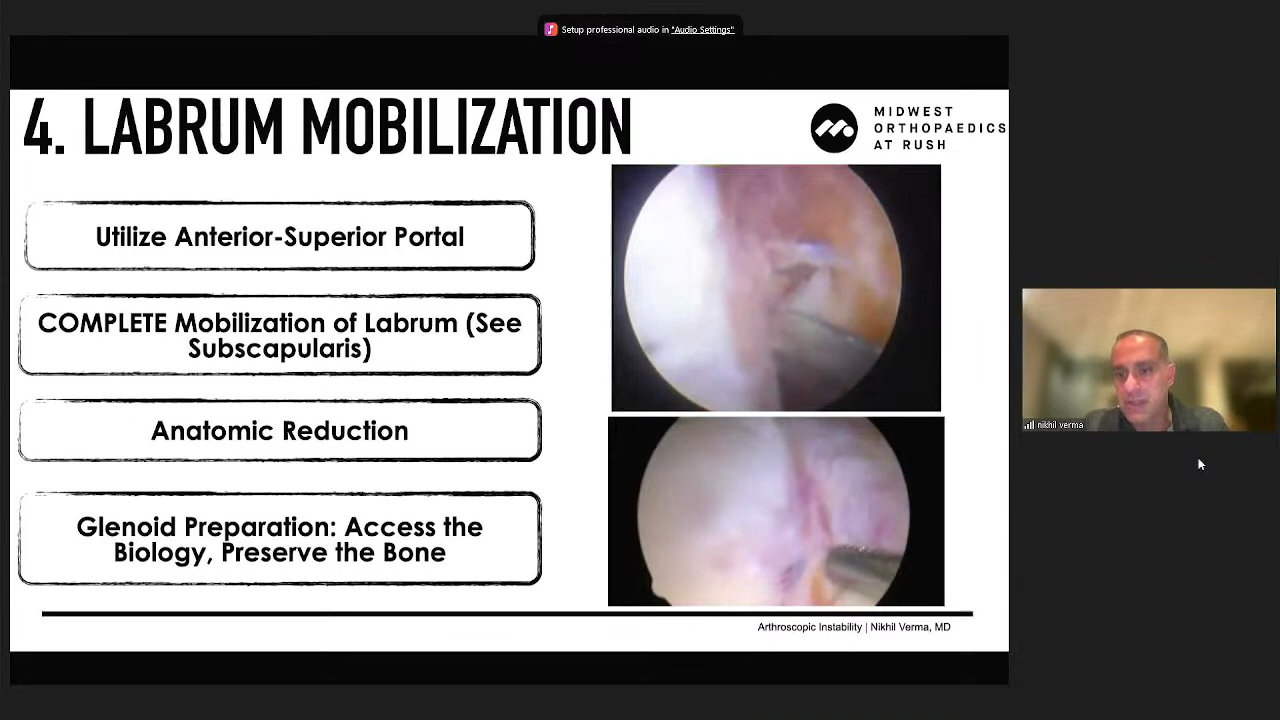 Setup professional audio in "Audio Settings"
4. LABRUM MOBILIZATION
MIDWEST
ORTHOPAEDICS
AT RUSH
Utilize Anterior-Superior Portal
COMPLETE Mobilization of Labrum (See
Subscapularis)
Anatomic Reduction
Glenoid Preparation: Access the
Biology, Preserve the Bone
Arthroscopic Instability | Nikhil Verma, MD
nikhil verma